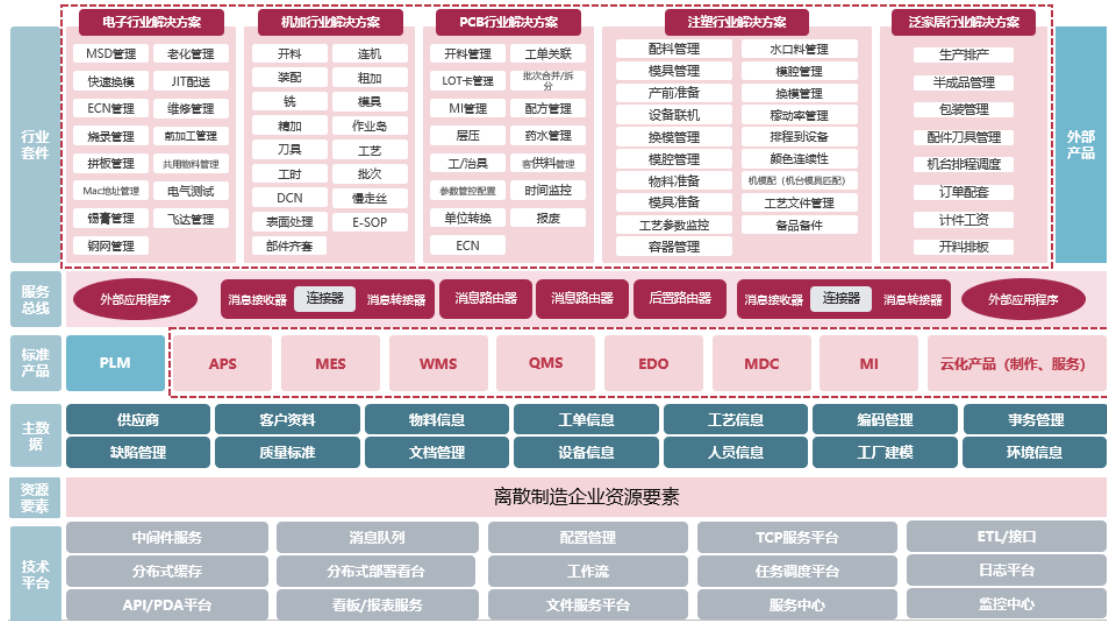 电子行业解决方案
机加行业解决方案
PCB行业解决方案
注塑行业解决方案
泛家居行业解决方案
行业
套件
MSD管理 老化管理
快速换模 JIT配送
ECN管理 维修管理
烧录管理 前加工管理
拼板管理 共用物料管理
Mac地址管理 电气测试
锡膏管理 飞达管理
钢网管理
开料 连机
装配 粗加
铣 模具
精加 作业岛
刀具 工艺
工时 批次
DCN 慢走丝
表面处理 E-SOP
部件齐套
开料管理 工单关联
LOT卡管理 批次合并/拆
分
MI管理 配方管理
层压 药水管理
工/治具 客供料管理
参数管控配置 时间监控
单位转换 报废
ECN
配料管理 水口料管理
模具管理 模腔管理
产前准备 换模管理
设备联机 稼动率管理
换模管理 排程到设备
模腔管理 颜色连续性
物料准备 机模配（机台模具匹配）
模具准备 工艺文件管理
工艺参数监控 备品备件
容器管理
生产排产
半成品管理
包装管理
配件刀具管理
机台排程调度
订单配套
计件工资
开料排板
外部
产品
服务
总线
外部应用程序 消息接收器 连接器 消息转接器 消息路由器 消息路由器 后置路由器 消息接收器 连接器 消息转接器 外部应用程序
标准
产品
PLM APS MES WMS QMS EDO MDC MI 云化产品（制作、服务）
主数
据
供应商 客户资料 物料信息 工单信息 工艺信息 编码管理 事务管理
缺陷管理 质量标准 文档管理 设备信息 人员信息 工厂建模 环境信息
资源
要素
离散制造企业资源要素
技术
平台
中间件服务 消息队列 配置管理 TCP服务平台 ETL/接口
分布式缓存 分布式部署看台 工作流 任务调度平台 日志平台
API/PDA平台 看板/报表服务 文件服务平台 服务中心 监控中心